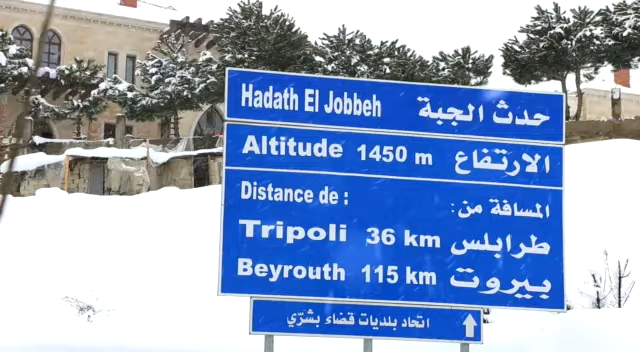 Hadath El Jobbeh حدث الجبة
Altitude 1450 m الارتفاع
Distance de : المسافة من:
Tripoli 36 km طرابلس
Beyrouth 115 km بيروت
اتحاد بلديات قضاء بشرّي